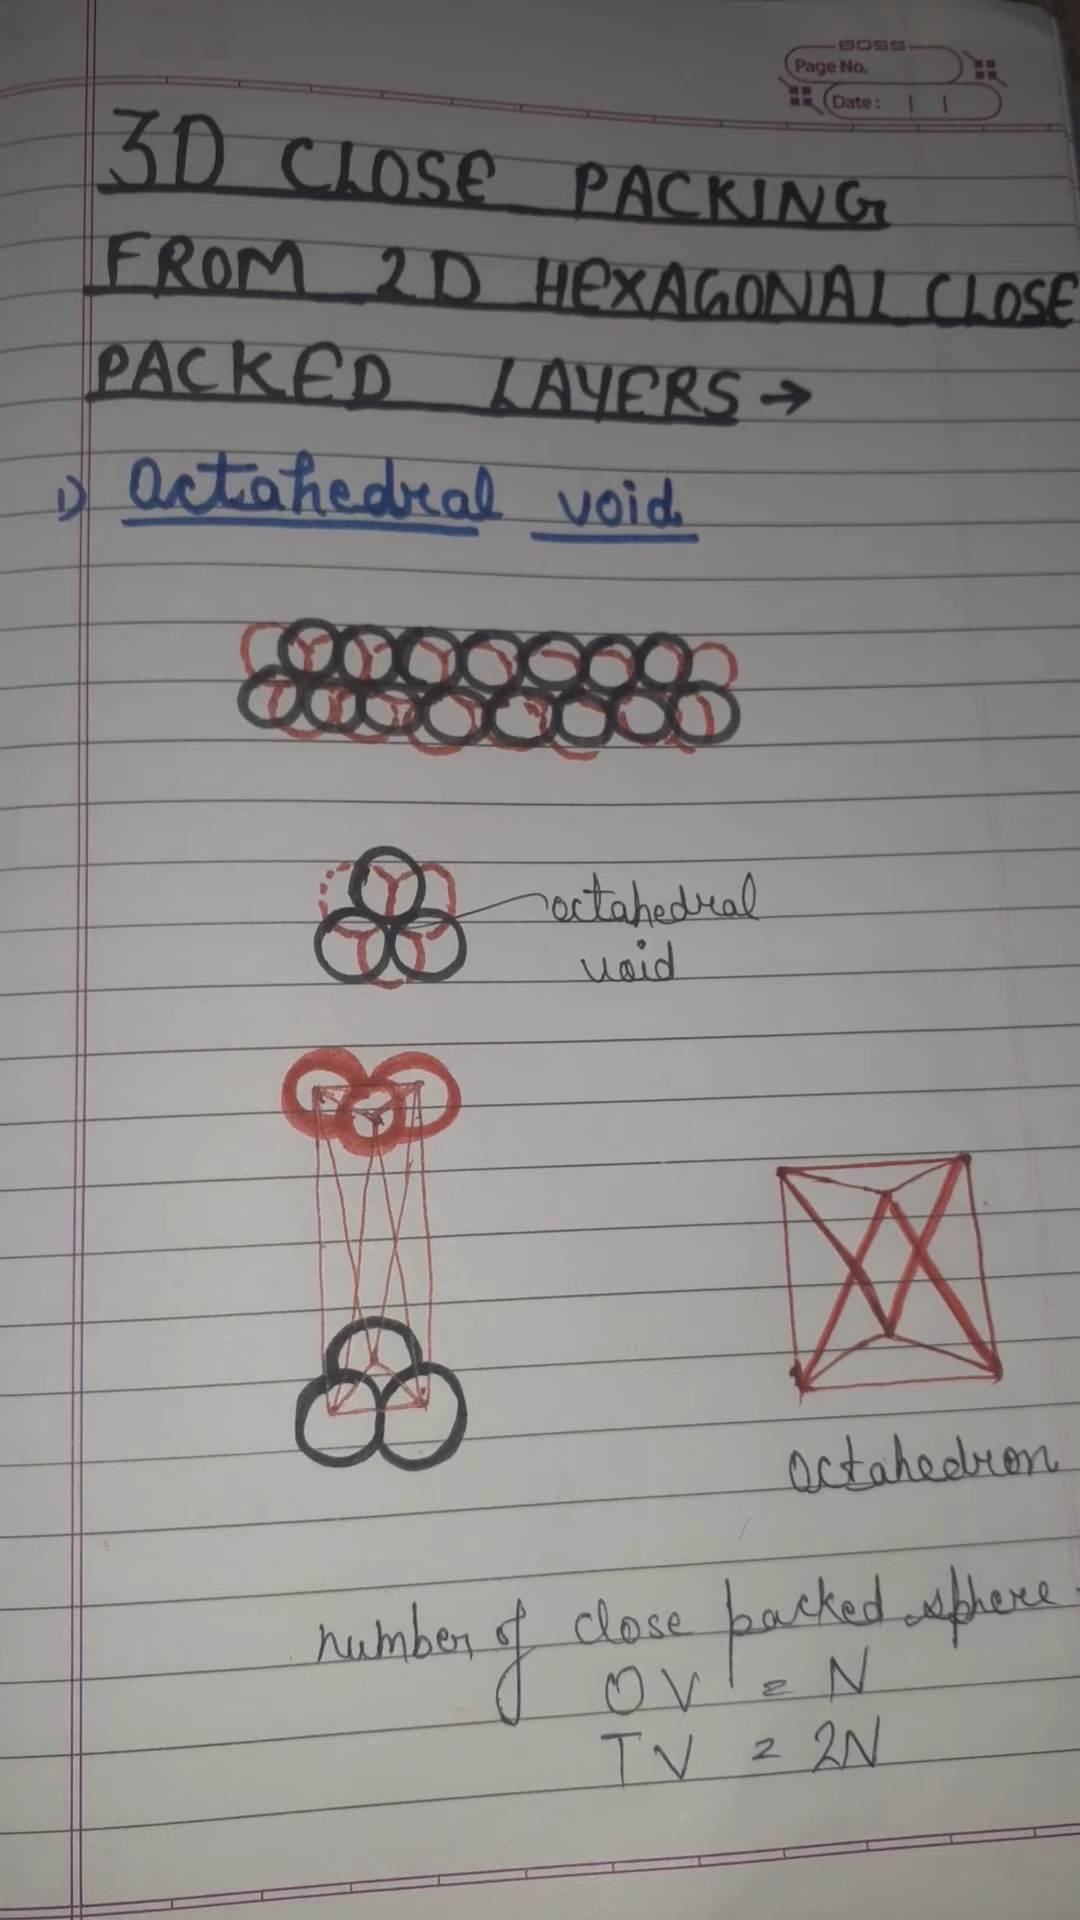 BOSS
Page No.
Date :
3D CLOSE PACKING
FROM 2D HEXAGONAL CLOSE
PACKED LAYERS →
1) Octahedral void
octahedral
void
octahedron
number of close packed sphere
OV = N
TV = 2N